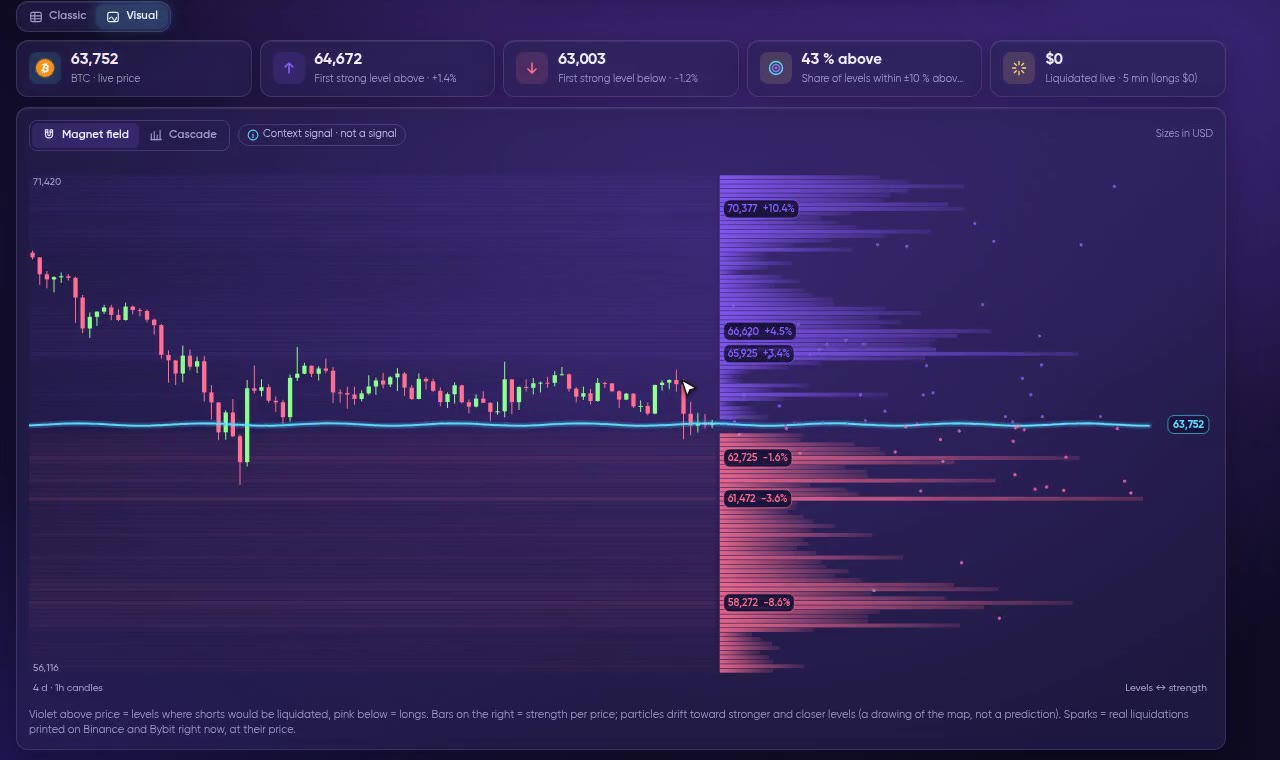 Classic
Visual
63,752
BTC · live price
64,672
First strong level above · +1.4%
63,003
First strong level below · -1.2%
43 % above
Share of levels within ±10 % abov…
$0
Liquidated live · 5 min (longs $0)
Magnet field
Cascade
Context signal · not a signal
Sizes in USD
71,420
70,377 +10.4%
66,620 +4.5%
65,925 +3.4%
63,752
62,725 -1.6%
61,472 -3.6%
58,272 -8.6%
56,116
4 d · 1h candles
Levels ↔ strength
Violet above price = levels where shorts would be liquidated, pink below = longs. Bars on the right = strength per price; particles drift toward stronger and closer levels (a drawing of the map, not a prediction). Sparks = real liquidations
printed on Binance and Bybit right now, at their price.